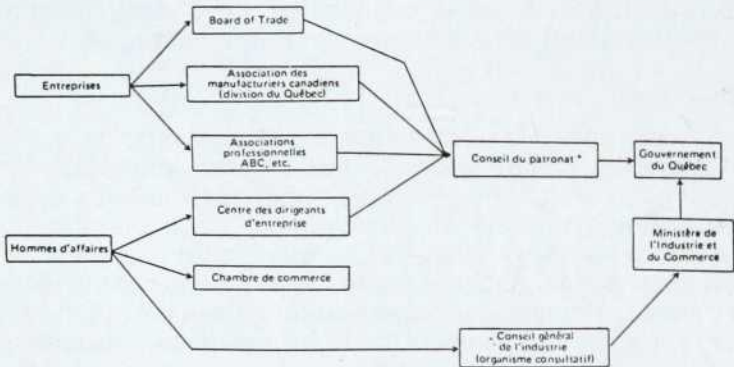 Board of Trade
Entreprises
Association des
manufacturiers canadiens
(division du Québec)
Associations
professionnelles
ABC, etc.
Conseil du patronat *
Gouvernement
du Québec
Centre des dirigeants
d'entreprise
Hommes d'affaires
Ministère de
l'Industrie et
du Commerce
Chambre de commerce
Conseil général
de l'industrie
(organisme consultatif)